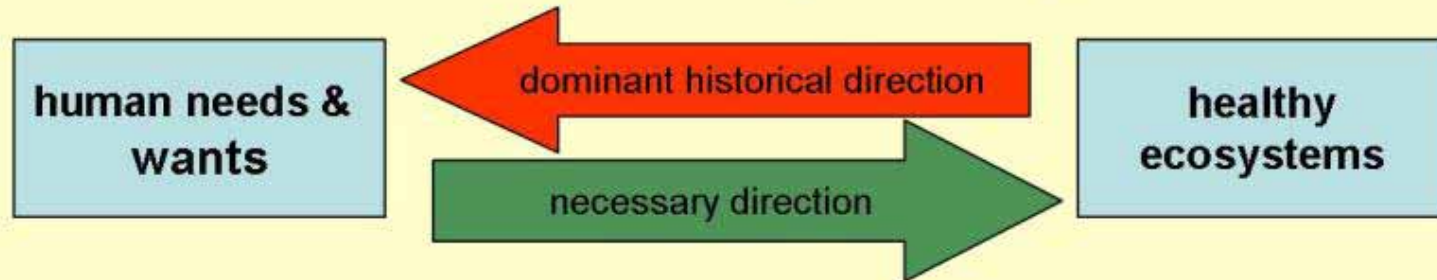 human needs &
wants
dominant historical direction
necessary direction
healthy
ecosystems